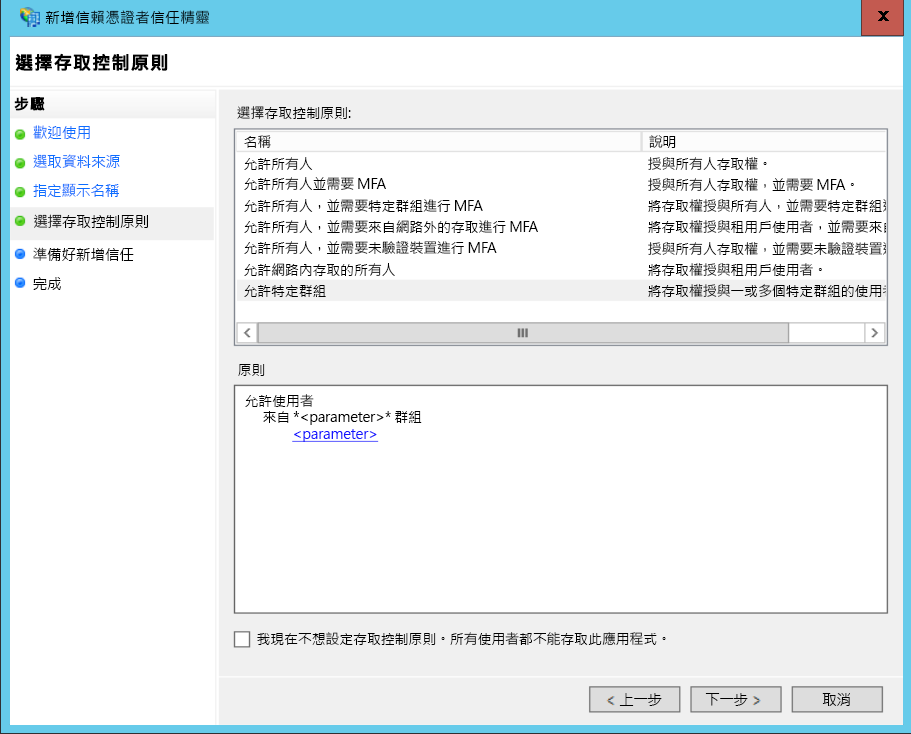 新增信賴憑證者信任精靈
x
選擇存取控制原則
步驟
歡迎使用
選取資料來源
指定顯示名稱
選擇存取控制原則
準備好新增信任
完成
選擇存取控制原則:
名稱 說明
允許所有人 授與所有人存取權。
允許所有人並需要 MFA 授與所有人存取權，並需要 MFA。
允許所有人，並需要特定群組進行 MFA 將存取權授與所有人，並需要特定群組
允許所有人，並需要來自網路外的存取進行 MFA 將存取權授與租用戶使用者，並需要來
允許所有人，並需要未驗證裝置進行 MFA 授與所有人存取權，並需要未驗證裝置
允許網路內存取的所有人 將存取權授與租用戶使用者。
允許特定群組 將存取權授與一或多個特定群組的使用
原則
允許使用者
來自 *<parameter>* 群組
<parameter>
我現在不想設定存取控制原則。所有使用者都不能存取此應用程式。
< 上一步 下一步 > 取消